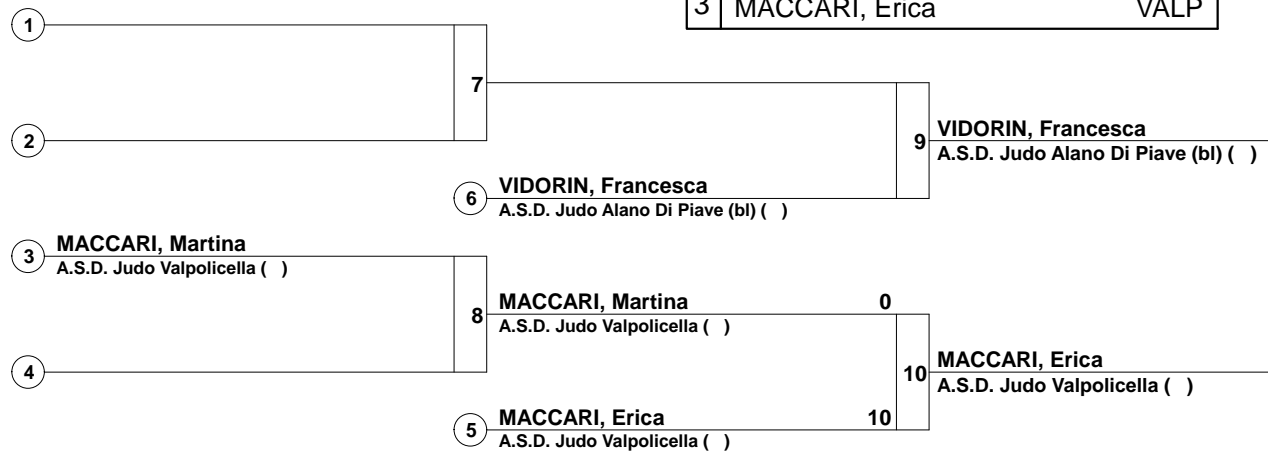 3 MACCARI, Erica VALP
1
7
2
9
VIDORIN, Francesca
A.S.D. Judo Alano Di Piave (bl) ( )
6
VIDORIN, Francesca
A.S.D. Judo Alano Di Piave (bl) ( )
3
MACCARI, Martina
A.S.D. Judo Valpolicella ( )
8
MACCARI, Martina 0
A.S.D. Judo Valpolicella ( )
4
10
MACCARI, Erica
A.S.D. Judo Valpolicella ( )
5
MACCARI, Erica 10
A.S.D. Judo Valpolicella ( )